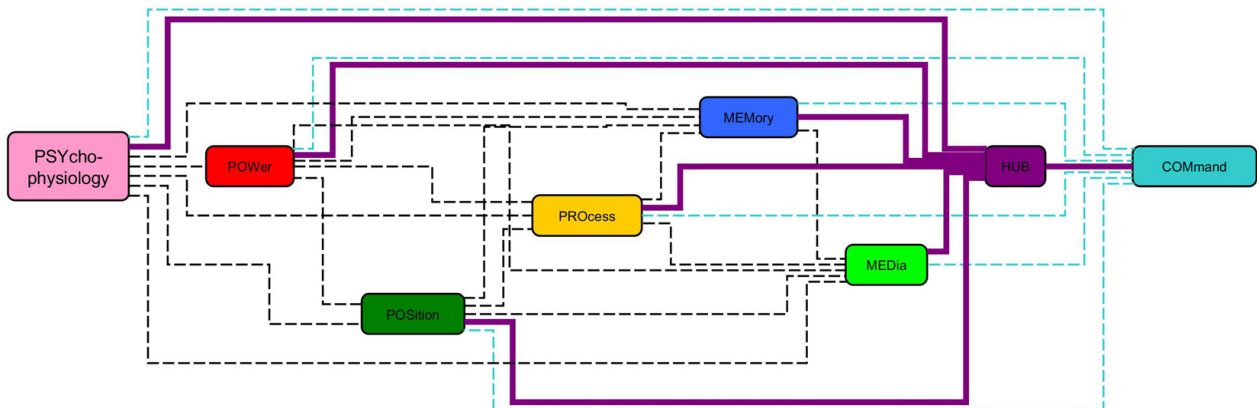 PSYcho-
physiology
POWer
MEMory
HUB
COMmand
PROcess
MEDia
POSition